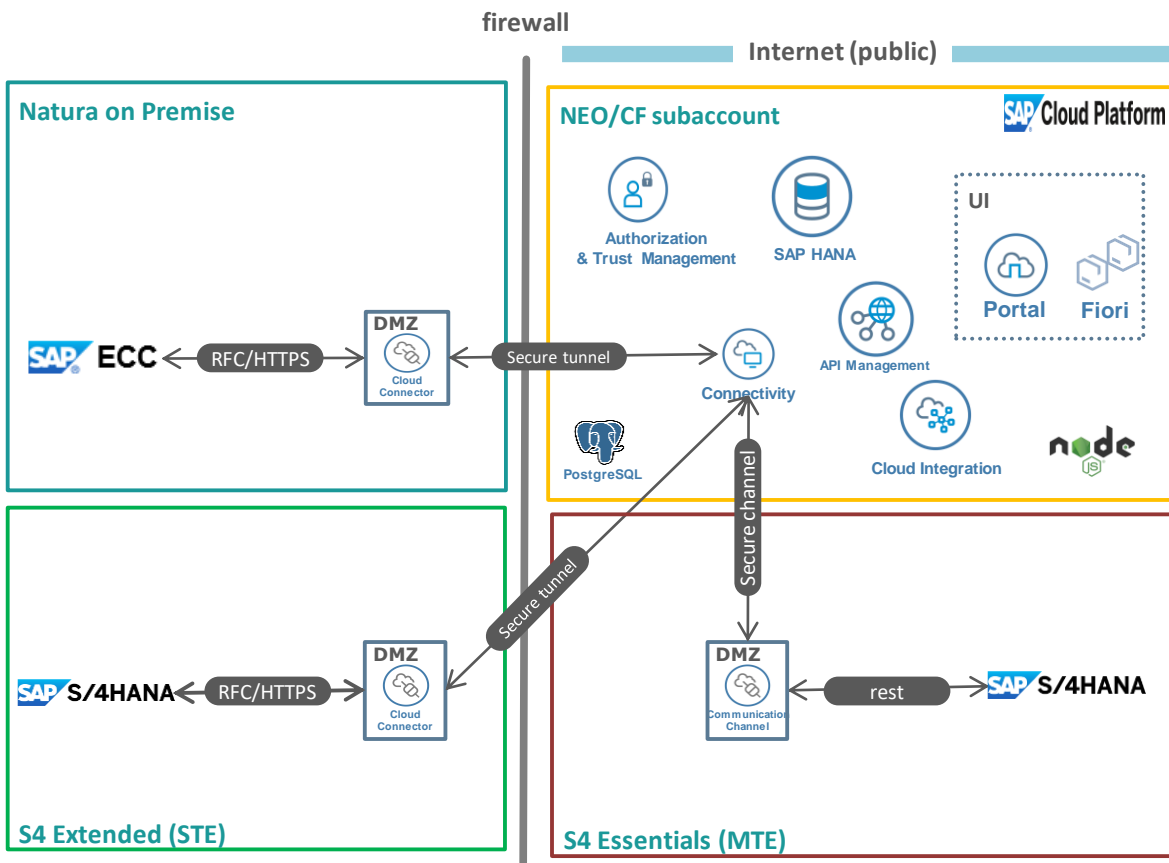 firewall
Internet (public)
Natura on Premise
NEO/CF subaccount
SAP® Cloud Platform
Authorization
& Trust Management
SAP HANA
UI
Portal
Fiori
API Management
DMZ
Cloud
Connector
SAP® ECC
RFC/HTTPS
Secure tunnel
Connectivity
PostgreSQL
Cloud Integration
node
JS
Secure channel
Secure tunnel
DMZ
Cloud
Connector
SAP S/4HANA
RFC/HTTPS
DMZ
Communication
Channel
rest
SAP S/4HANA
S4 Extended (STE)
S4 Essentials (MTE)